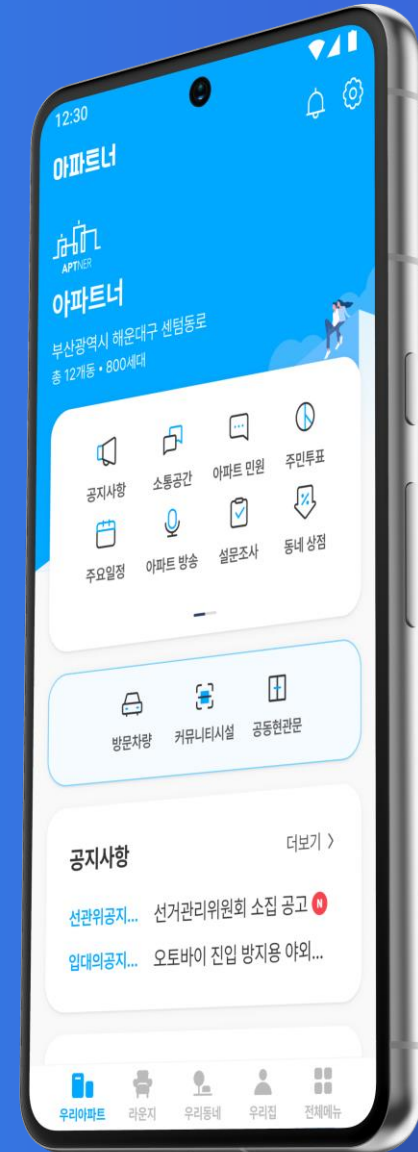 12:30
아파트너
APTNER
아파트너
부산광역시 해운대구 센텀동로
총 12개동 • 800세대
공지사항 소통공간 아파트 민원 주민투표
주요일정 아파트 방송 설문조사 동네 상점
방문차량 커뮤니티시설 공동현관문
공지사항 더보기 >
선관위공지... 선거관리위원회 소집 공고 N
입대의공지... 오토바이 진입 방지용 야외...
우리아파트 라운지 우리동네 우리집 전체메뉴